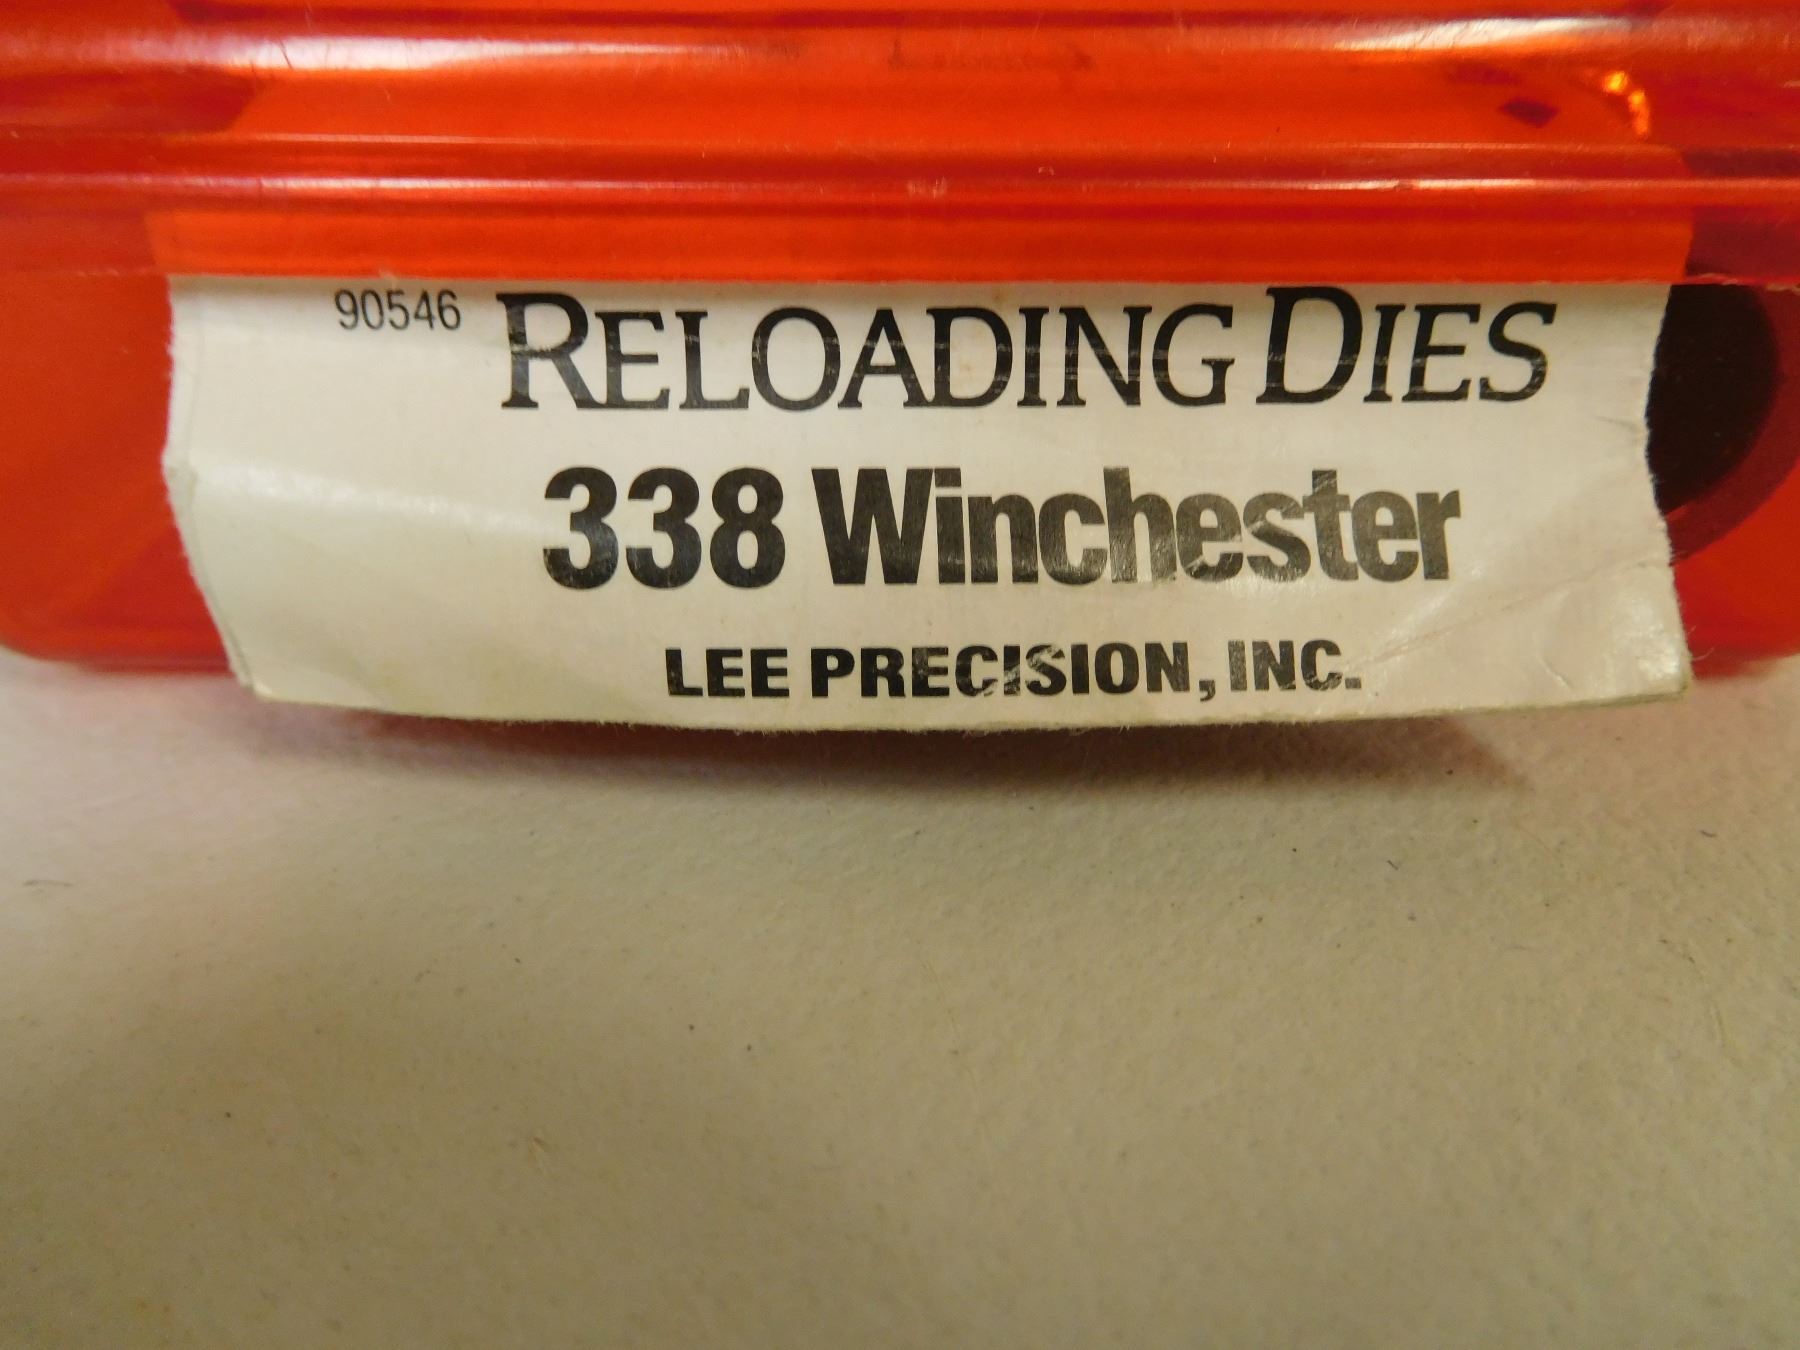 90546 RELOADING DIES
338 Winchester
LEE PRECISION, INC.